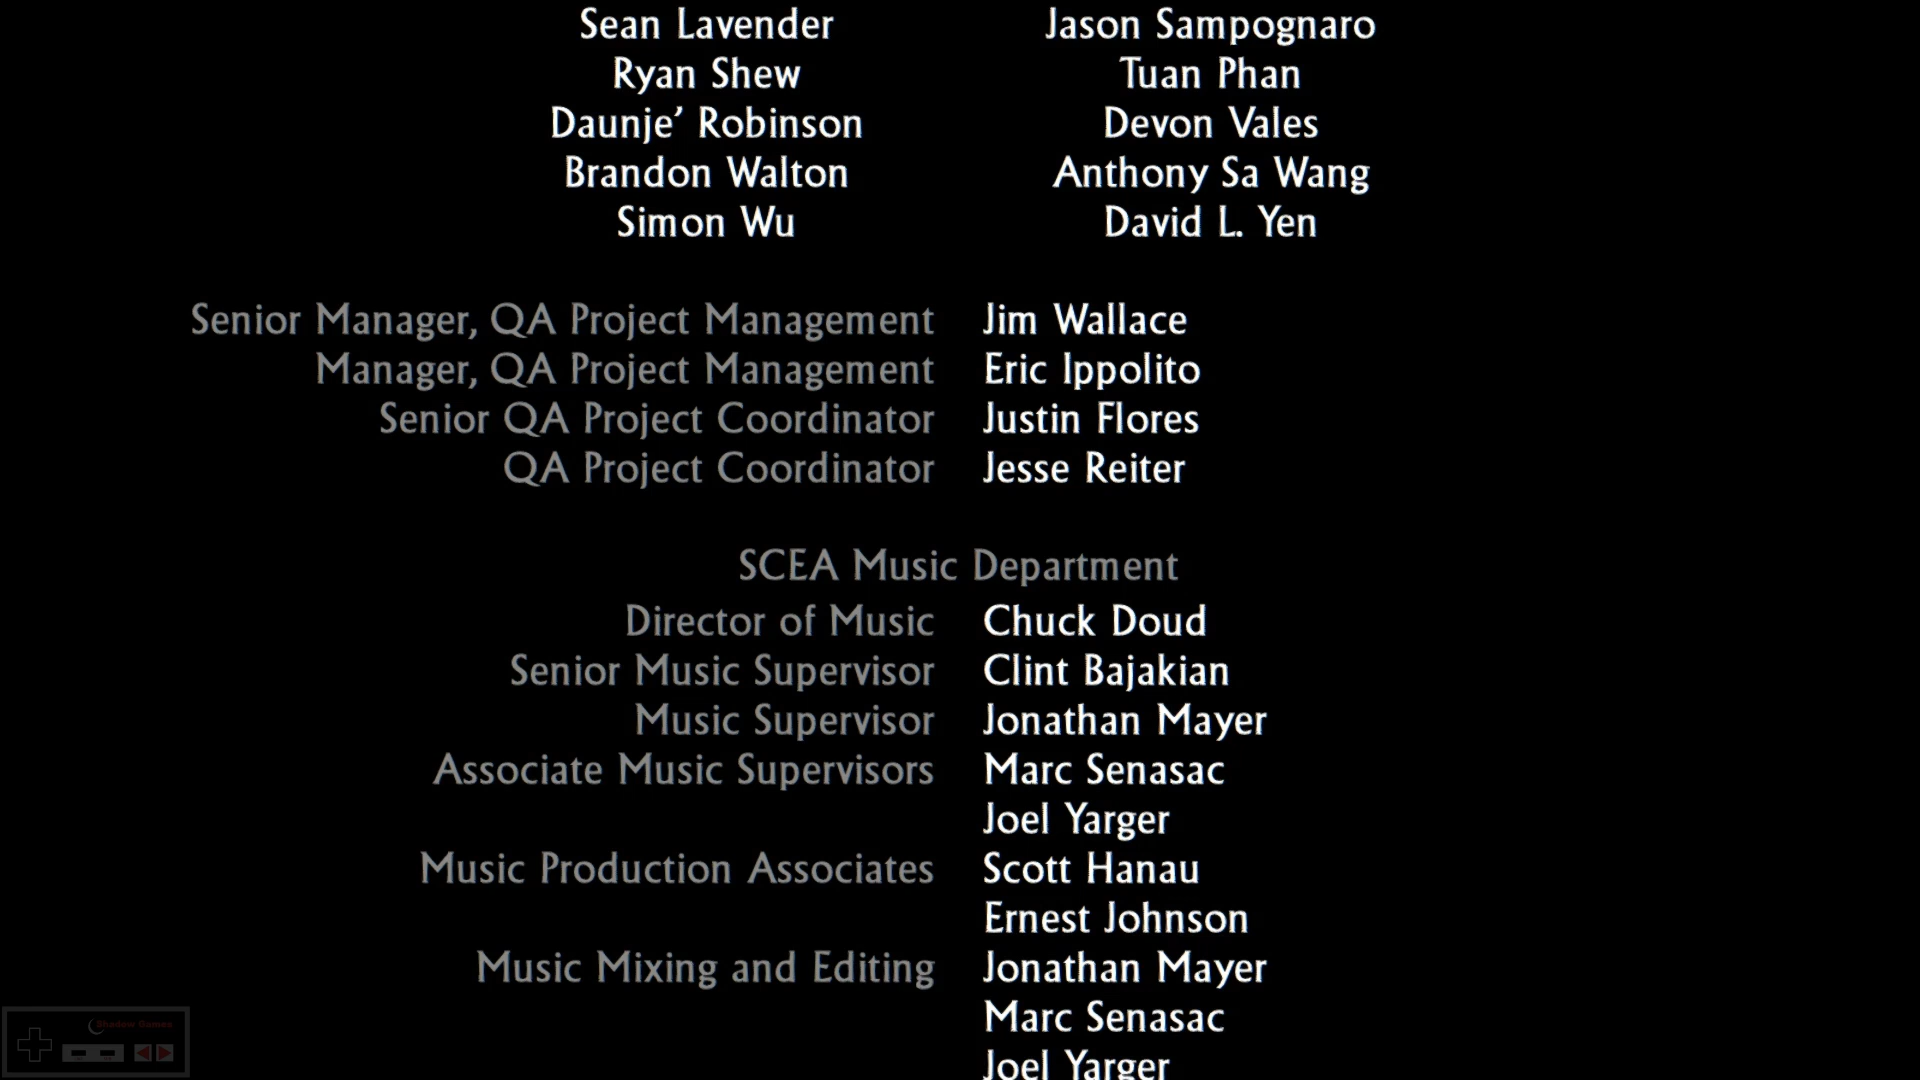 Sean Lavender Jason Sampognaro
Ryan Shew Tuan Phan
Daunje’ Robinson Devon Vales
Brandon Walton Anthony Sa Wang
Simon Wu David L. Yen
Senior Manager, QA Project Management Jim Wallace
Manager, QA Project Management Eric Ippolito
Senior QA Project Coordinator Justin Flores
QA Project Coordinator Jesse Reiter
SCEA Music Department
Director of Music Chuck Doud
Senior Music Supervisor Clint Bajakian
Music Supervisor Jonathan Mayer
Associate Music Supervisors Marc Senasac
Joel Yarger
Music Production Associates Scott Hanau
Ernest Johnson
Music Mixing and Editing Jonathan Mayer
Marc Senasac
Joel Yarger
Shadow Games